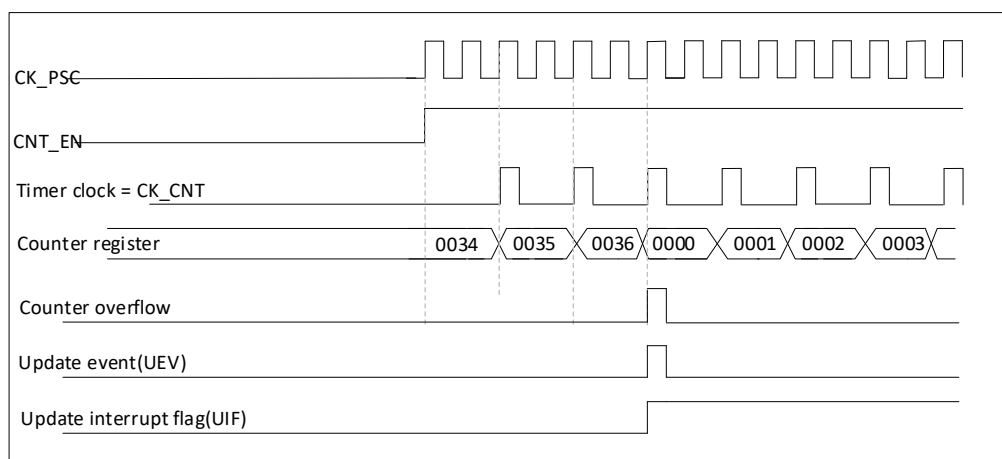 CK_PSC
CNT_EN
Timer clock = CK_CNT
Counter register 0034 0035 0036 0000 0001 0002 0003
Counter overflow
Update event(UEV)
Update interrupt flag(UIF)